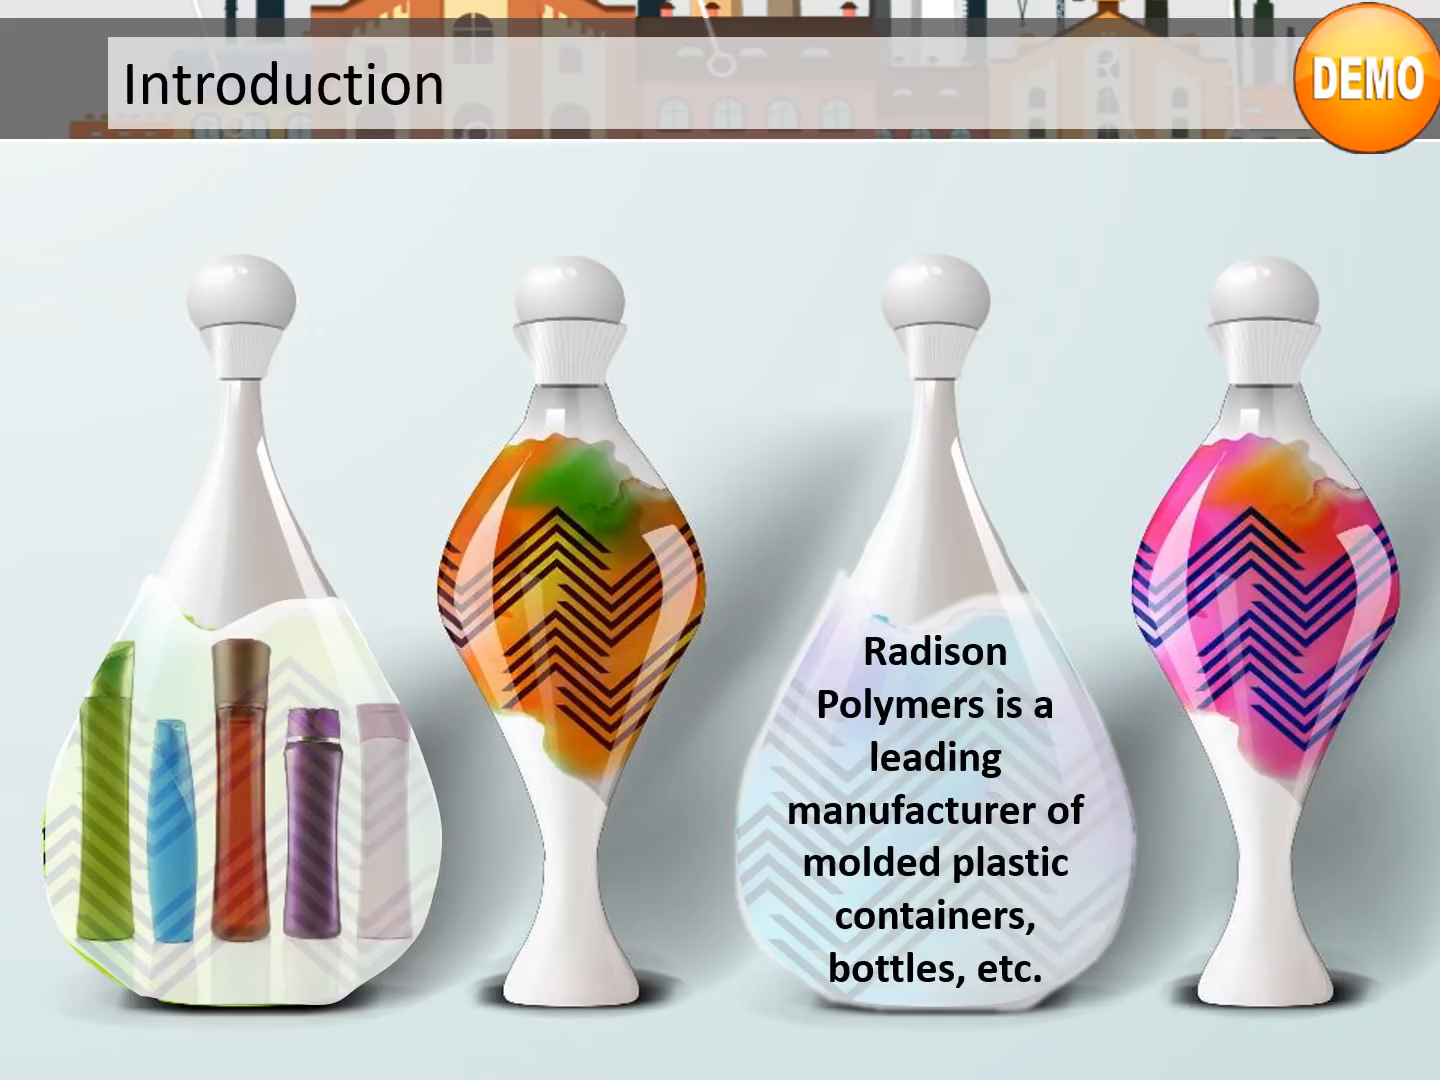 Introduction
DEMO
Radison
Polymers is a
leading
manufacturer of
molded plastic
containers,
bottles, etc.